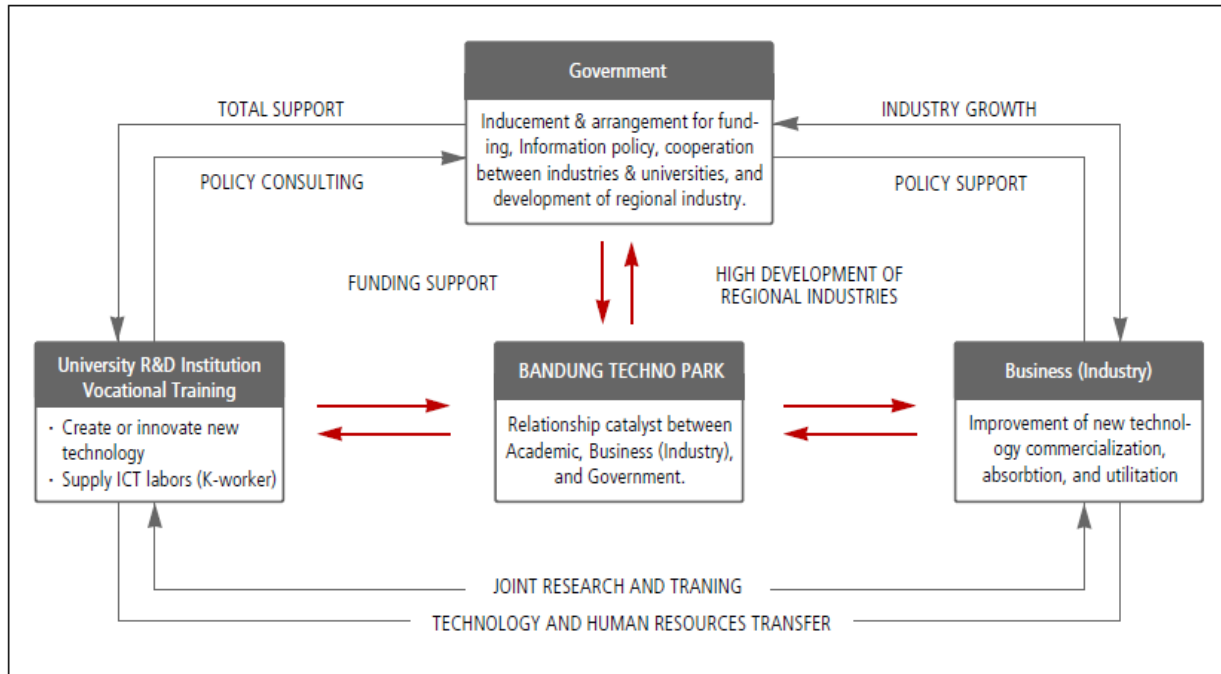 Government
TOTAL SUPPORT
INDUSTRY GROWTH
Inducement & arrangement for fund-
ing, Information policy, cooperation
between industries & universities, and
development of regional industry.
POLICY CONSULTING
POLICY SUPPORT
FUNDING SUPPORT
HIGH DEVELOPMENT OF
REGIONAL INDUSTRIES
University R&D Institution
Vocational Training
· Create or innovate new
technology
· Supply ICT labors (K-worker)
BANDUNG TECHNO PARK
Relationship catalyst between
Academic, Business (Industry),
and Government.
Business (Industry)
Improvement of new technol-
ogy commercialization,
absorbtion, and utilitation
JOINT RESEARCH AND TRANING
TECHNOLOGY AND HUMAN RESOURCES TRANSFER